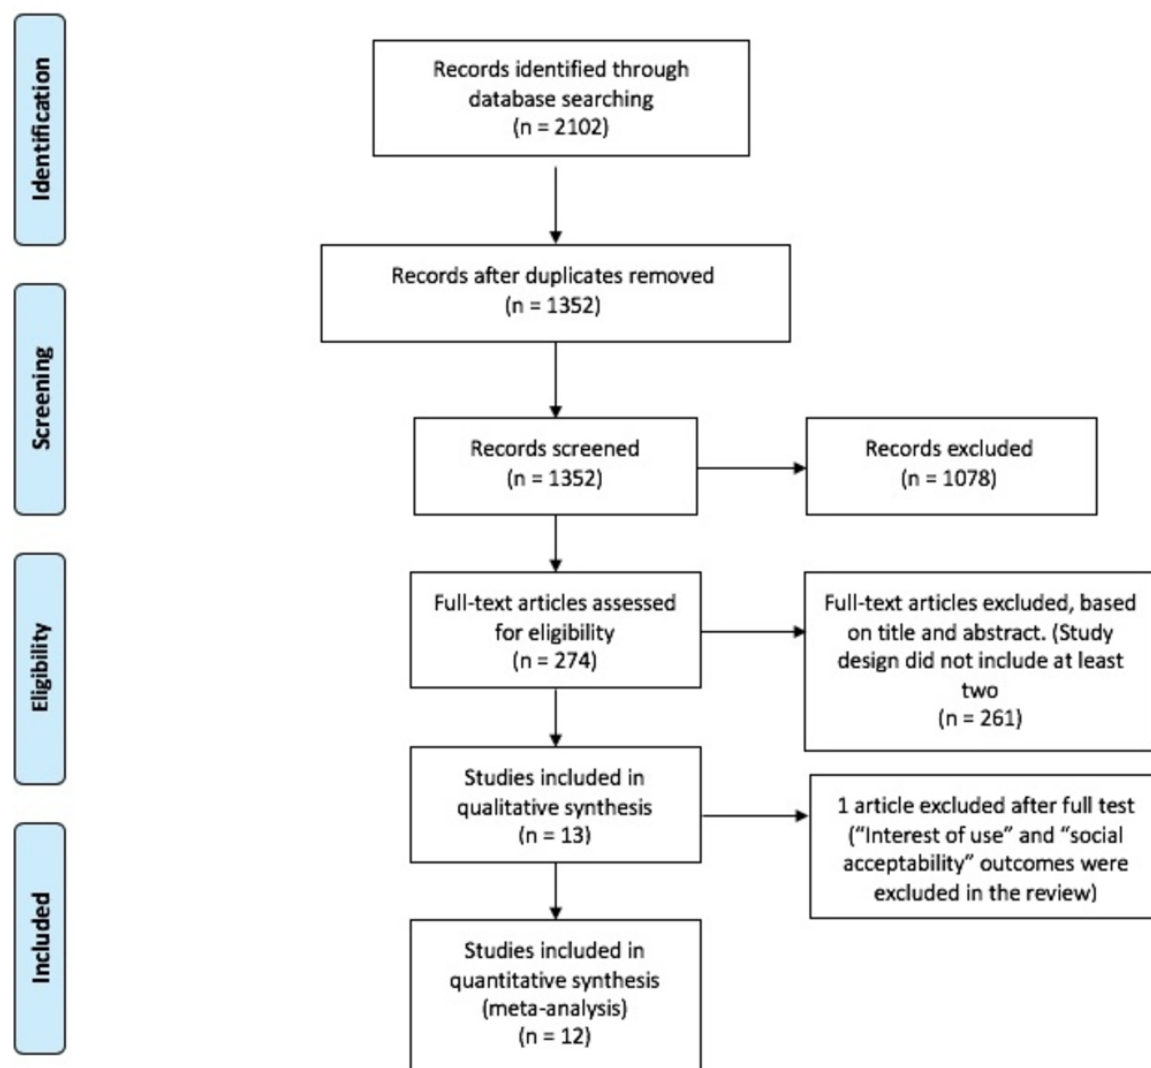 Identification
Records identified through
database searching
(n = 2102)
Records after duplicates removed
(n = 1352)
Screening
Records screened
(n = 1352)
Records excluded
(n = 1078)
Eligibility
Full-text articles assessed
for eligibility
(n = 274)
Full-text articles excluded, based
on title and abstract. (Study
design did not include at least
two
(n = 261)
Studies included in
qualitative synthesis
(n = 13)
1 article excluded after full test
(“Interest of use” and “social
acceptability” outcomes were
excluded in the review)
Included
Studies included in
quantitative synthesis
(meta-analysis)
(n = 12)